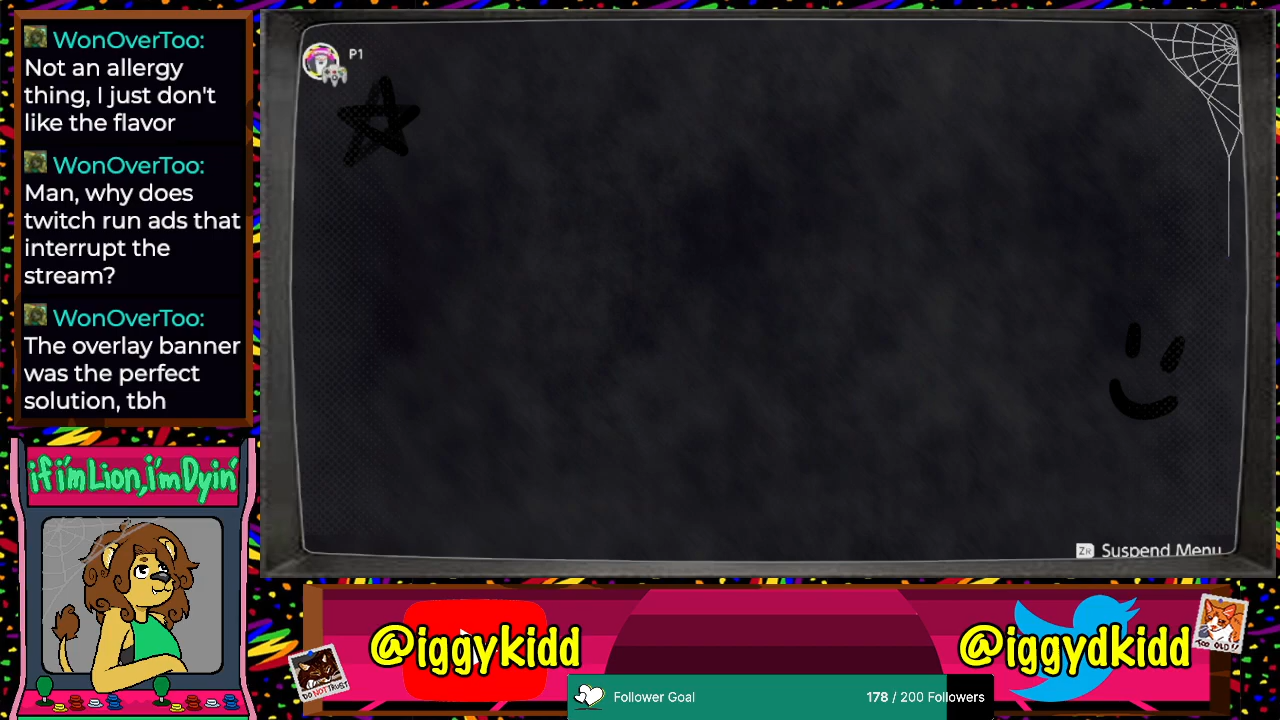 WonOverToo:
Not an allergy
thing, I just don't
like the flavor
WonOverToo:
Man, why does
twitch run ads that
interrupt the
stream?
WonOverToo:
The overlay banner
was the perfect
solution, tbh
P1
ZR Suspend Menu
if i'm Lion, i'm Dyin'
@iggykidd
@iggydkidd
DO NOT TRUST
TOO OLD!!
Follower Goal 178 / 200 Followers